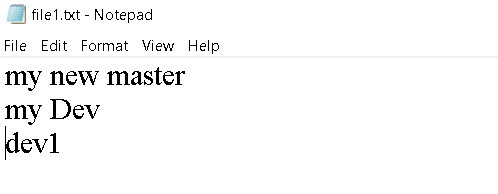 file1.txt - Notepad
File Edit Format View Help
my new master
my Dev
dev1